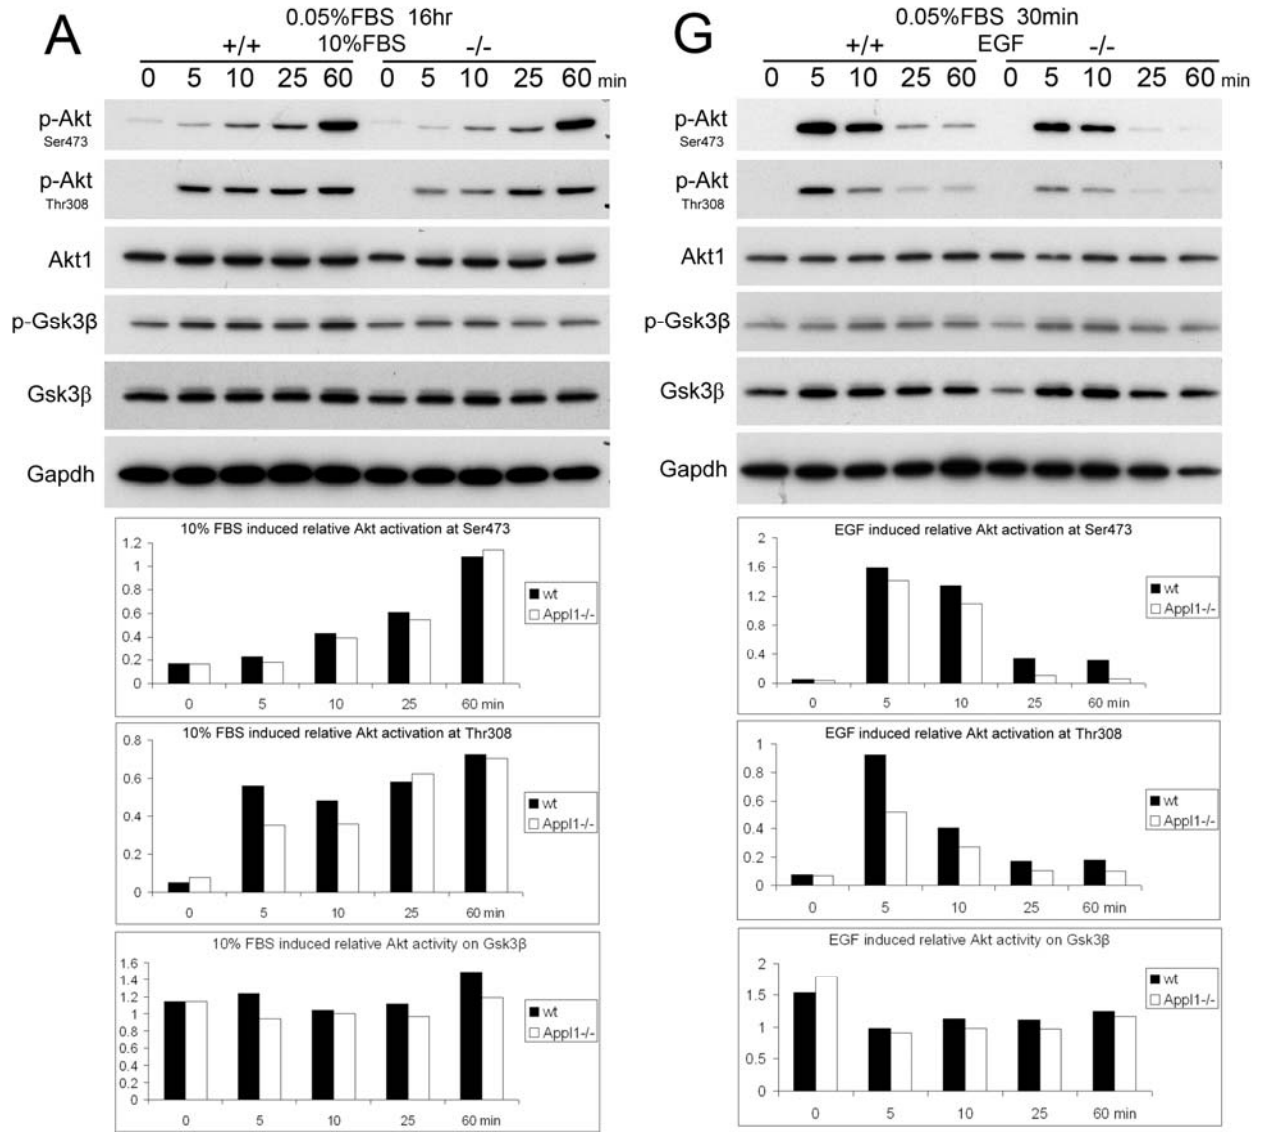 A
0.05%FBS 16hr
+/+ 10%FBS -/-
0 5 10 25 60 0 5 10 25 60 min
p-Akt
Ser473
p-Akt
Thr308
Akt1
p-Gsk3β
Gsk3β
Gapdh
10% FBS induced relative Akt activation at Ser473
1.2
1
0.8
0.6
0.4
0.2
0
0 5 10 25 60 min
wt
Appl1-/-
10% FBS induced relative Akt activation at Thr308
0.8
0.6
0.4
0.2
0
0 5 10 25 60 min
wt
Appl1-/-
10% FBS induced relative Akt activity on Gsk3β
1.6
1.4
1.2
1
0.8
0.6
0.4
0.2
0
0 5 10 25 60 min
wt
Appl1-/-
G
0.05%FBS 30min
+/+ EGF -/-
0 5 10 25 60 0 5 10 25 60 min
p-Akt
Ser473
p-Akt
Thr308
Akt1
p-Gsk3β
Gsk3β
Gapdh
EGF induced relative Akt activation at Ser473
2
1.6
1.2
0.8
0.4
0
0 5 10 25 60 min
wt
Appl1-/-
EGF induced relative Akt activation at Thr308
1
0.8
0.6
0.4
0.2
0
0 5 10 25 60 min
wt
Appl1-/-
EGF induced relative Akt activity on Gsk3β
2
1.5
1
0.5
0
0 5 10 25 60 min
wt
Appl1-/-